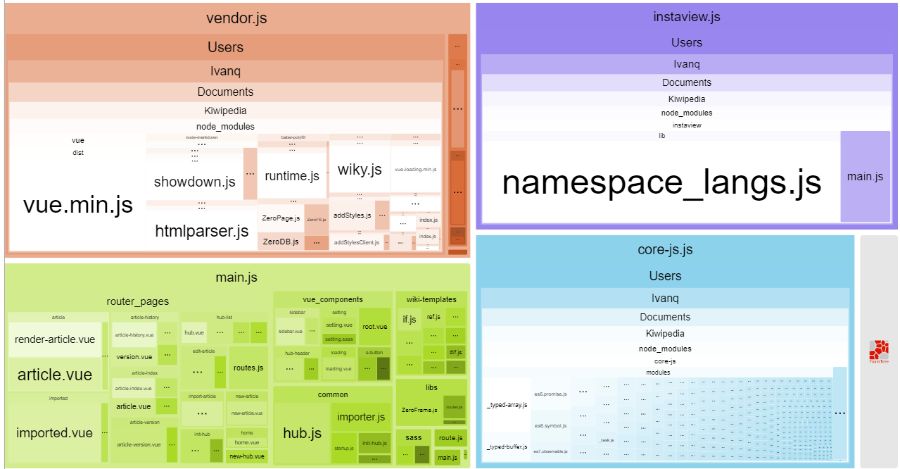 vendor.js
Users
Ivanq
Documents
Kiwipedia
node_modules
vue
dist
vue.min.js
showdown.js
htmlparser.js
runtime.js
ZeroPage.js
ZeroDB.js
wiky.js
vue-loading.min.js
addStyles.js
addStylesClient.js
index.js
index.js
instaview.js
Users
Ivanq
Documents
Kiwipedia
node_modules
instaview
lib
namespace_langs.js
main.js
main.js
router_pages
article
render-article.vue
article.vue
imported
imported.vue
article-history
article-history.vue
version.vue
article-index
article-index.vue
article.vue
article-version
article-version.vue
hub-list
hub.vue
edit-article
routes.js
import-article
new-article
new-article.vue
init-hub
home
home.vue
new-hub.vue
vue_components
sidebar
sidebar.vue
setting
setting.vue
setting.sass
root.vue
hub-header
loading
loading.vue
common
hub.js
importer.js
startup.js
init-hub.js
wiki-templates
if.js
ref.js
libs
ZeroFrame.js
sass
route.js
main.js
core-js.js
Users
Ivanq
Documents
Kiwipedia
node_modules
core-js
modules
_typed-array.js
_typed-buffer.js
es6.promise.js
es6.symbol.js
es7.observable.js
_task.js